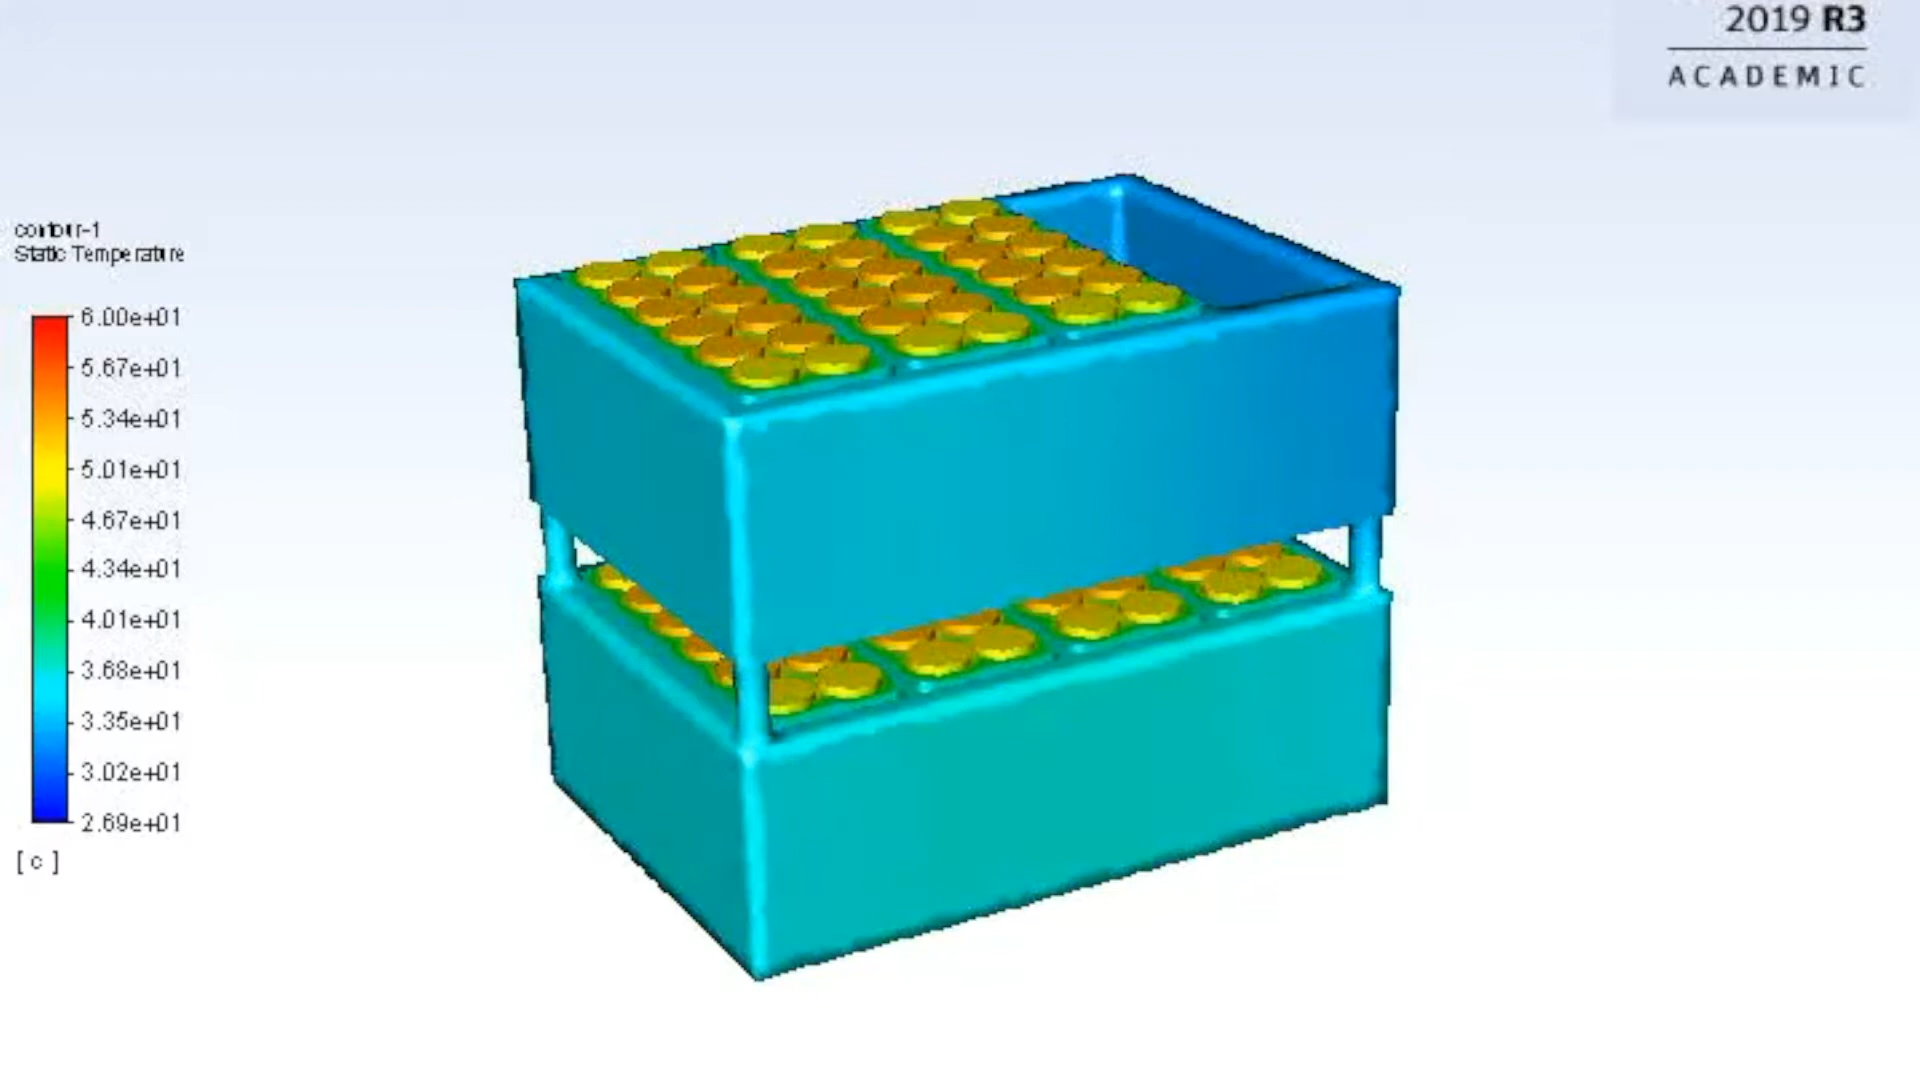 2019 R3
ACADEMIC
contour-1
Static Temperature
6.00e+01
5.67e+01
5.34e+01
5.01e+01
4.67e+01
4.34e+01
4.01e+01
3.68e+01
3.35e+01
3.02e+01
2.69e+01
[ c ]